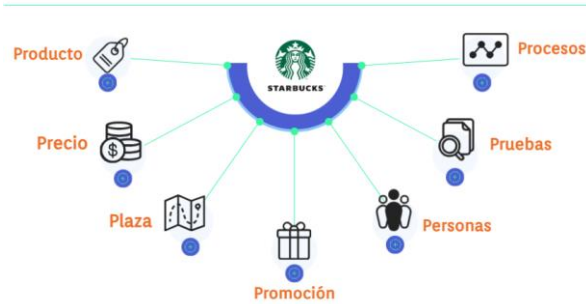 STARBUCKS
Producto
Procesos
Precio
Pruebas
Plaza
Personas
Promoción